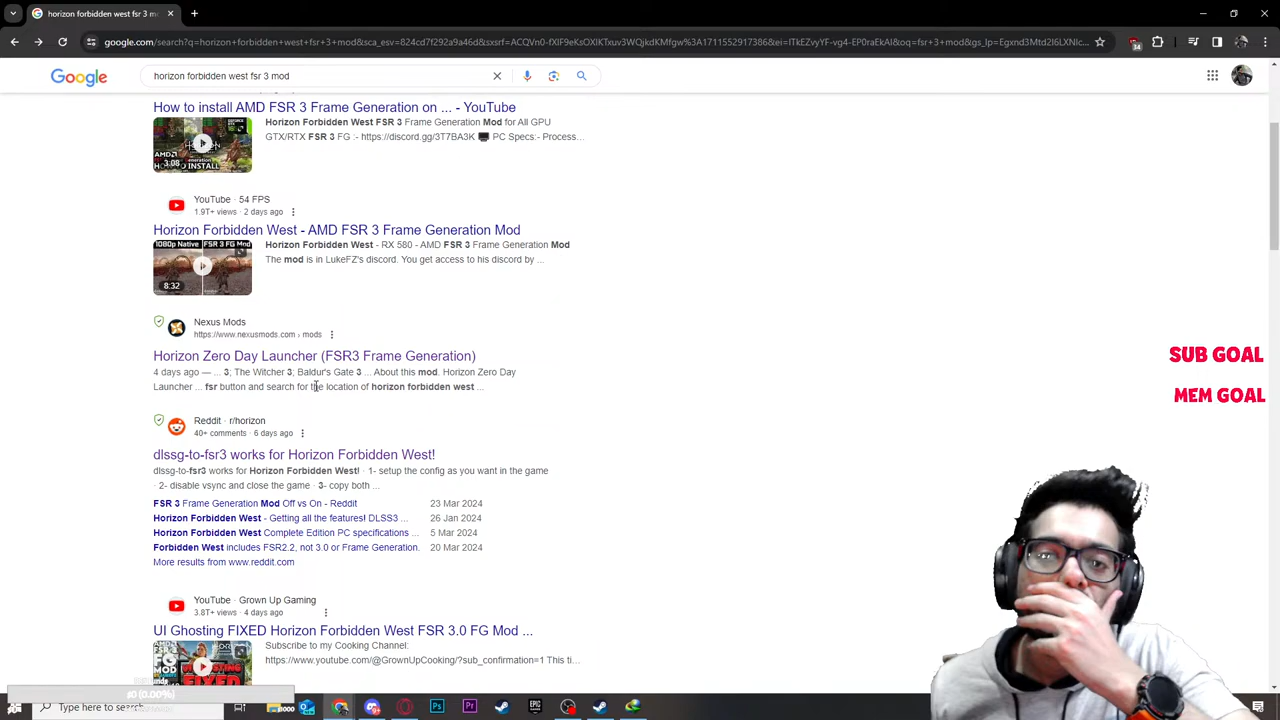 horizon forbidden west fsr 3 m
google.com/search?q=horizon+forbidden+west+fsr+3+mod
34
Google
horizon forbidden west fsr 3 mod
How to install AMD FSR 3 Frame Generation on ... - YouTube
Horizon Forbidden West FSR 3 Frame Generation Mod for All GPU
GTX/RTX FSR 3 FG :- https://discord.gg/3T7BA3K PC Specs:- Process...
3:08
YouTube · 54 FPS
1.9T+ views · 2 days ago
Horizon Forbidden West - AMD FSR 3 Frame Generation Mod
1080p Native FSR 3 FG Mod
Horizon Forbidden West - RX 580 - AMD FSR 3 Frame Generation Mod
The mod is in LukeFZ's discord. You get access to his discord by ...
8:32
Nexus Mods
https://www.nexusmods.com › mods
Horizon Zero Day Launcher (FSR3 Frame Generation)
4 days ago — ... 3; The Witcher 3; Baldur's Gate 3 ... About this mod. Horizon Zero Day
Launcher ... fsr button and search for the location of horizon forbidden west ...
SUB GOAL
MEM GOAL
Reddit · r/horizon
40+ comments · 6 days ago
dlssg-to-fsr3 works for Horizon Forbidden West!
dlssg-to-fsr3 works for Horizon Forbidden West! · 1- setup the config as you want in the game
· 2- disable vsync and close the game · 3- copy both ...
FSR 3 Frame Generation Mod Off vs On - Reddit 23 Mar 2024
Horizon Forbidden West - Getting all the features! DLSS3 ... 26 Jan 2024
Horizon Forbidden West Complete Edition PC specifications ... 5 Mar 2024
Forbidden West includes FSR2.2, not 3.0 or Frame Generation. 20 Mar 2024
More results from www.reddit.com
YouTube · Grown Up Gaming
3.8T+ views · 4 days ago
UI Ghosting FIXED Horizon Forbidden West FSR 3.0 FG Mod ...
Subscribe to my Cooking Channel:
https://www.youtube.com/@GrownUpCooking/?sub_confirmation=1 This ti...
FIXED
(0.00%)
Type here to search